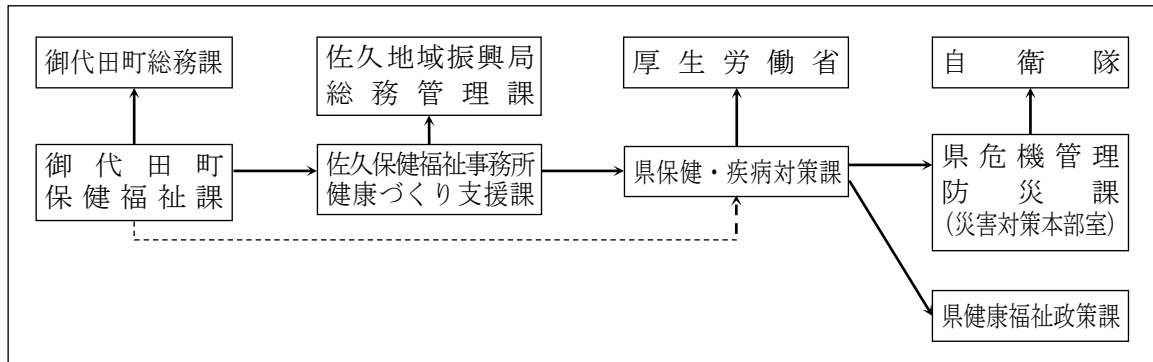 御代田町総務課
佐久地域振興局
総務管理課
厚生労働省
自衛隊
御代田町
保健福祉課
佐久保健福祉事務所
健康づくり支援課
県保健・疾病対策課
県危機管理
防災課
(災害対策本部室)
県健康福祉政策課